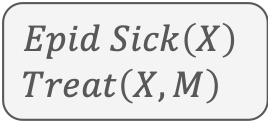 Epid Sick(X)
Treat(X, M)